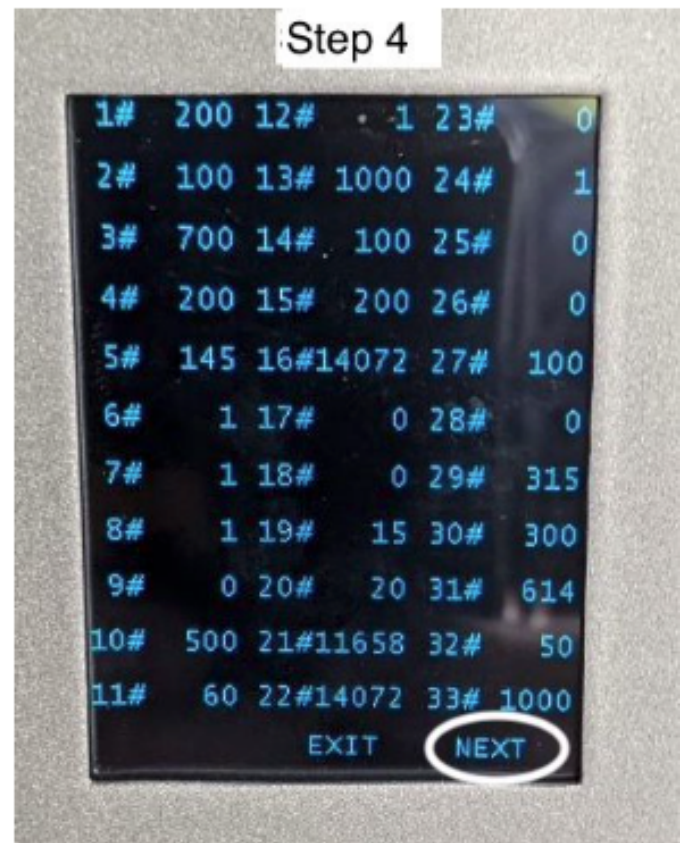 Step 4
1# 200 12# 1 23# 0
2# 100 13# 1000 24# 1
3# 700 14# 100 25# 0
4# 200 15# 200 26# 0
5# 145 16#14072 27# 100
6# 1 17# 0 28# 0
7# 1 18# 0 29# 315
8# 1 19# 15 30# 300
9# 0 20# 20 31# 614
10# 500 21#11658 32# 50
11# 60 22#14072 33# 1000
EXIT NEXT